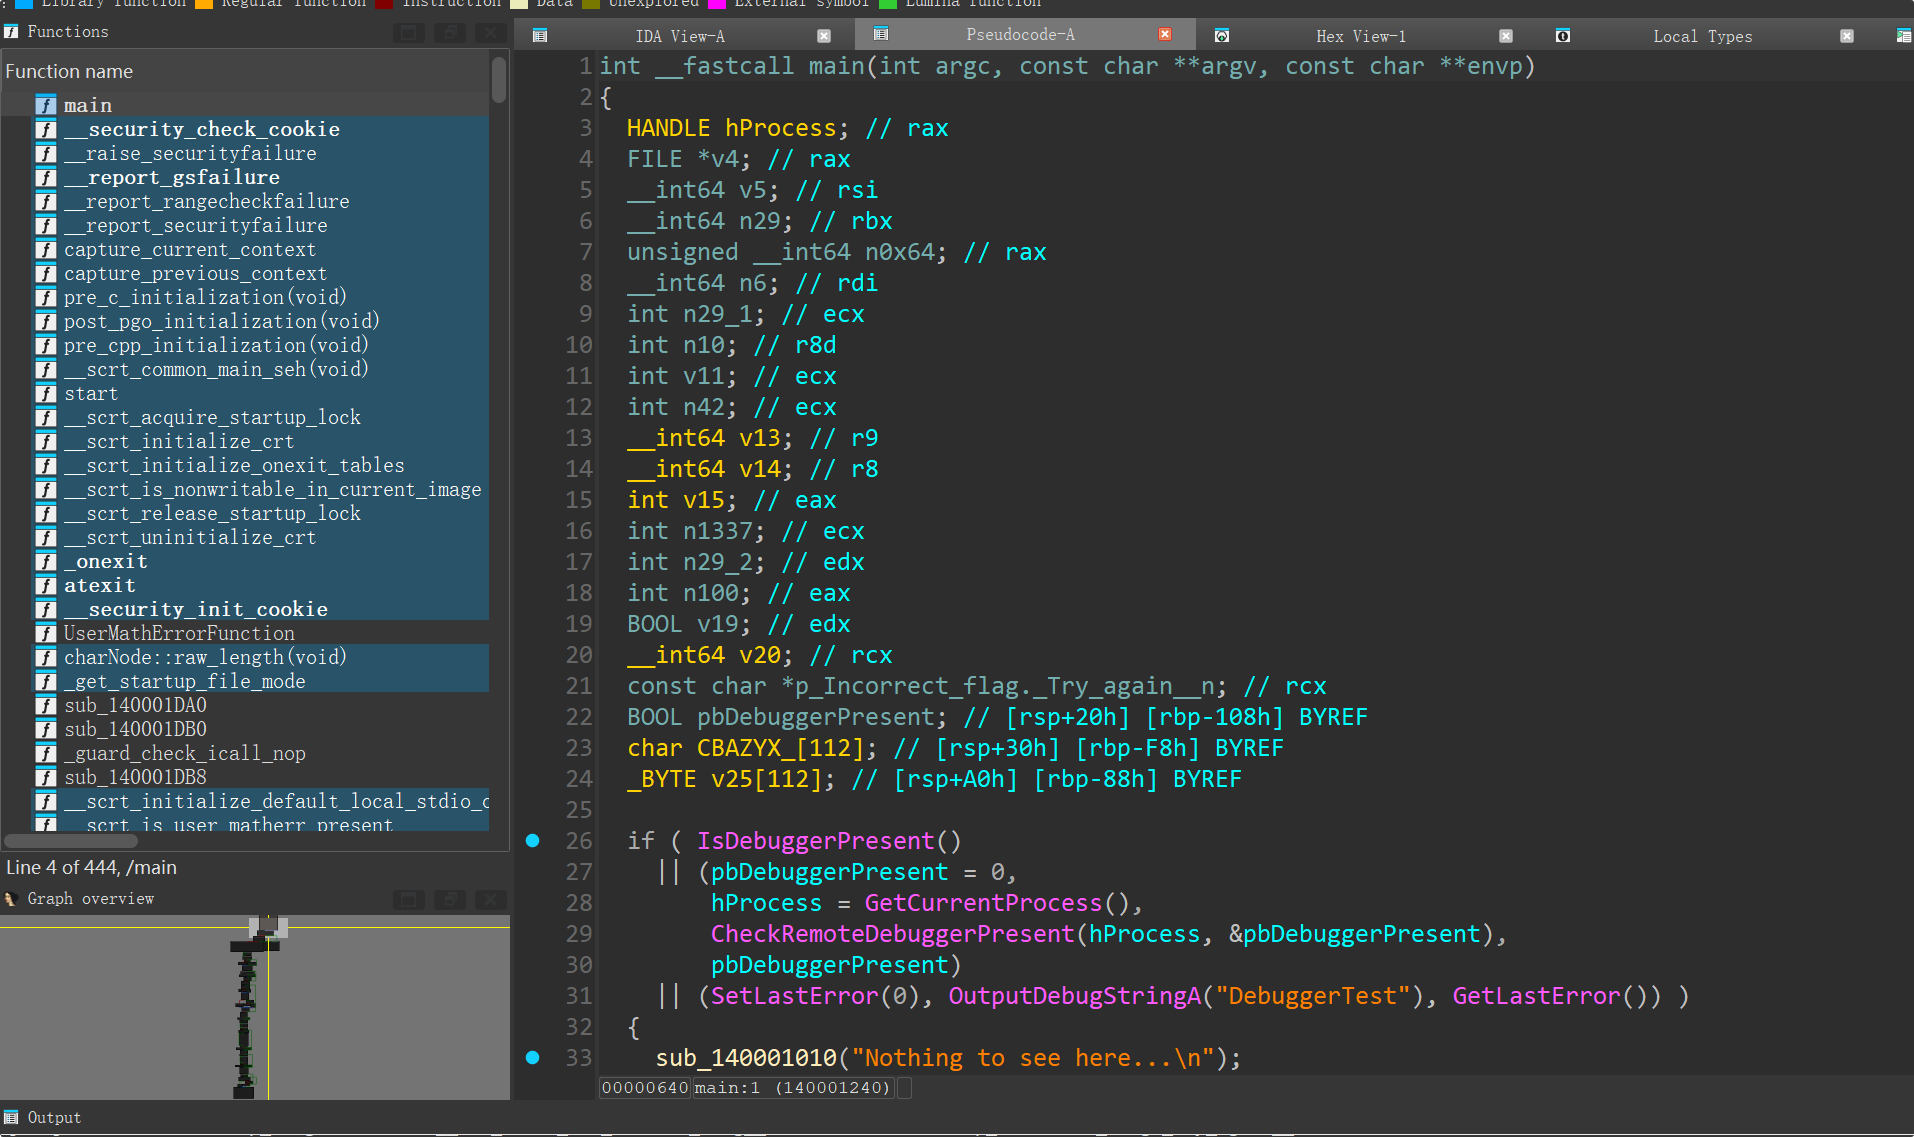 Library function Regular function Instruction Data Unexplored External symbol Lumina function
Functions
Function name
main
__security_check_cookie
__raise_securityfailure
__report_gsfailure
__report_rangecheckfailure
__report_securityfailure
capture_current_context
capture_previous_context
pre_c_initialization(void)
post_pgo_initialization(void)
pre_cpp_initialization(void)
__scrt_common_main_seh(void)
start
__scrt_acquire_startup_lock
__scrt_initialize_crt
__scrt_initialize_onexit_tables
__scrt_is_nonwritable_in_current_image
__scrt_release_startup_lock
__scrt_uninitialize_crt
_onexit
atexit
__security_init_cookie
UserMathErrorFunction
charNode::raw_length(void)
_get_startup_file_mode
sub_140001DA0
sub_140001DB0
_guard_check_icall_nop
sub_140001DB8
__scrt_initialize_default_local_stdio_o
__scrt_is_user_matherr_present
Line 4 of 444, /main
Graph overview
IDA View-A
Pseudocode-A
Hex View-1
Local Types
1 int __fastcall main(int argc, const char **argv, const char **envp)
2 {
3 HANDLE hProcess; // rax
4 FILE *v4; // rax
5 __int64 v5; // rsi
6 __int64 n29; // rbx
7 unsigned __int64 n0x64; // rax
8 __int64 n6; // rdi
9 int n29_1; // ecx
10 int n10; // r8d
11 int v11; // ecx
12 int n42; // ecx
13 __int64 v13; // r9
14 __int64 v14; // r8
15 int v15; // eax
16 int n1337; // ecx
17 int n29_2; // edx
18 int n100; // eax
19 BOOL v19; // edx
20 __int64 v20; // rcx
21 const char *p_Incorrect_flag._Try_again__n; // rcx
22 BOOL pbDebuggerPresent; // [rsp+20h] [rbp-108h] BYREF
23 char CBAZYX_[112]; // [rsp+30h] [rbp-F8h] BYREF
24 _BYTE v25[112]; // [rsp+A0h] [rbp-88h] BYREF
25
26 if ( IsDebuggerPresent()
27 || (pbDebuggerPresent = 0,
28 hProcess = GetCurrentProcess(),
29 CheckRemoteDebuggerPresent(hProcess, &pbDebuggerPresent),
30 pbDebuggerPresent)
31 || (SetLastError(0), OutputDebugStringA("DebuggerTest"), GetLastError()) )
32 {
33 sub_140001010("Nothing to see here...\n");
00000640 main:1 (140001240)
Output